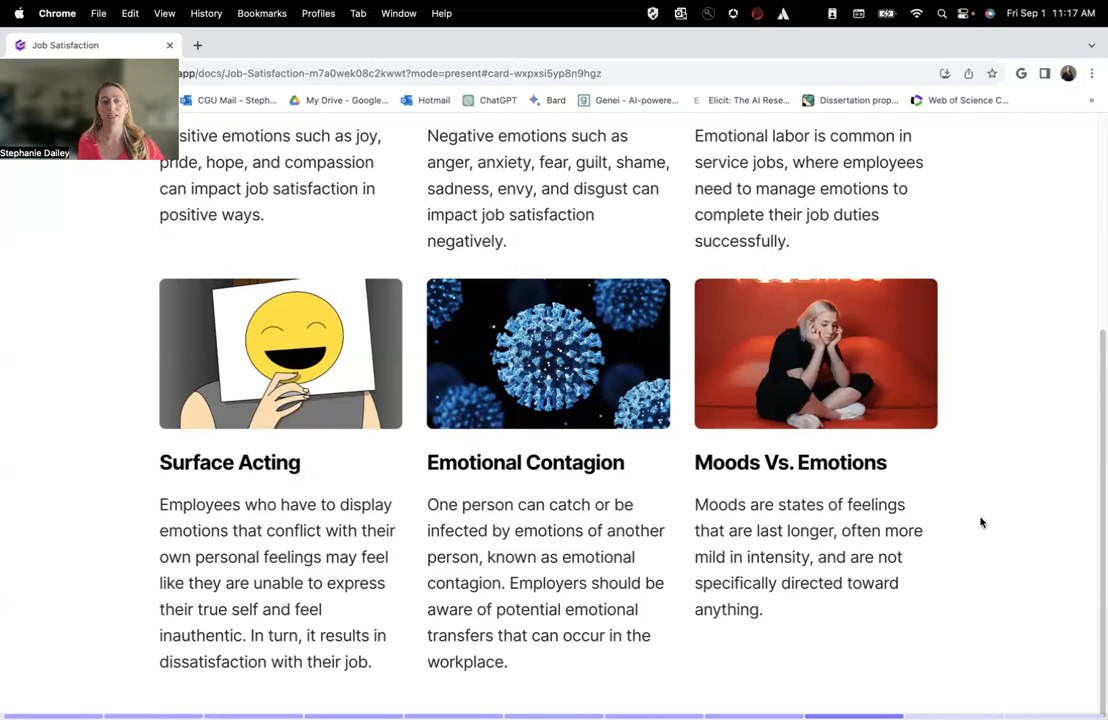 Chrome File Edit View History Bookmarks Profiles Tab Window Help Fri Sep 1 11:17 AM
Job Satisfaction
app/docs/Job-Satisfaction-m7a0wek08c2kwwt?mode=present#card-wxpxsi5yp8n9hgz
CGU Mail - Steph... My Drive - Google... Hotmail ChatGPT Bard Genei - AI-powere... Elicit: The AI Rese... Dissertation prop... Web of Science C...
Stephanie Dailey
sitive emotions such as joy,
pride, hope, and compassion
can impact job satisfaction in
positive ways.
Negative emotions such as
anger, anxiety, fear, guilt, shame,
sadness, envy, and disgust can
impact job satisfaction
negatively.
Emotional labor is common in
service jobs, where employees
need to manage emotions to
complete their job duties
successfully.
Surface Acting
Employees who have to display
emotions that conflict with their
own personal feelings may feel
like they are unable to express
their true self and feel
inauthentic. In turn, it results in
dissatisfaction with their job.
Emotional Contagion
One person can catch or be
infected by emotions of another
person, known as emotional
contagion. Employers should be
aware of potential emotional
transfers that can occur in the
workplace.
Moods Vs. Emotions
Moods are states of feelings
that are last longer, often more
mild in intensity, and are not
specifically directed toward
anything.